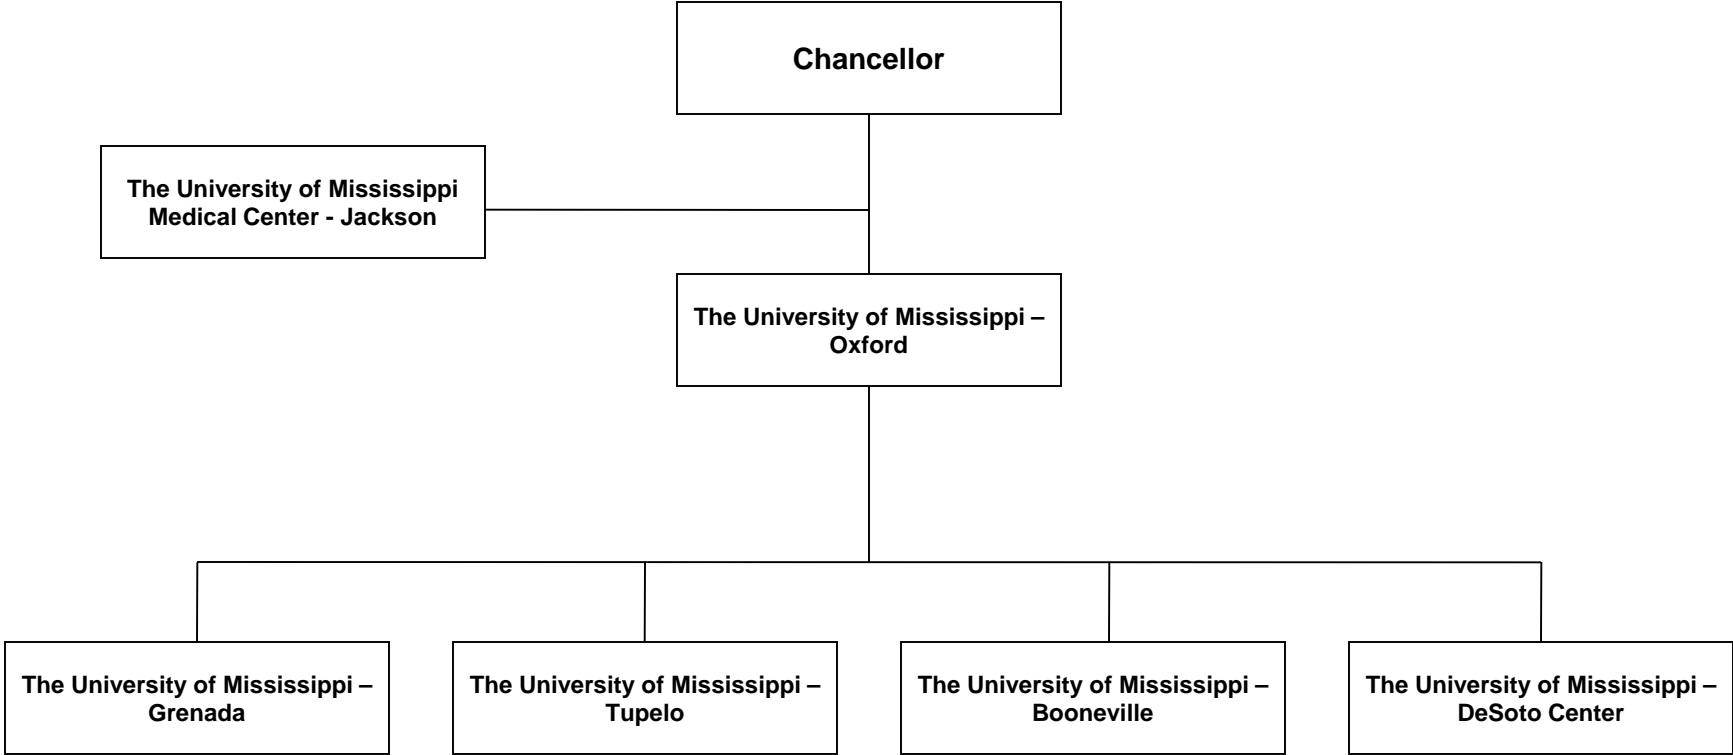 Chancellor
The University of Mississippi
Medical Center - Jackson
The University of Mississippi –
Oxford
The University of Mississippi –
Grenada
The University of Mississippi –
Tupelo
The University of Mississippi –
Booneville
The University of Mississippi –
DeSoto Center